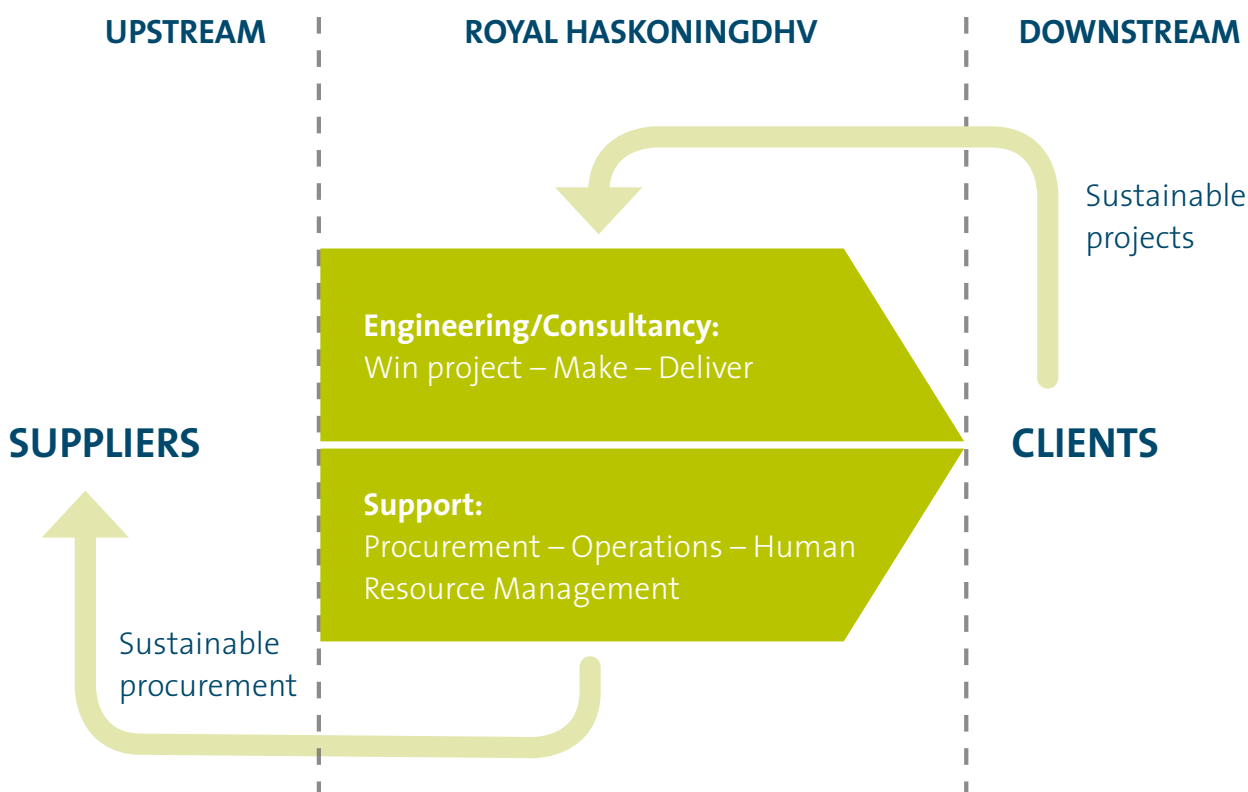 UPSTREAM
ROYAL HASKONINGDHV
DOWNSTREAM
Sustainable
projects
Engineering/Consultancy:
Win project – Make – Deliver
SUPPLIERS
CLIENTS
Support:
Procurement – Operations – Human
Resource Management
Sustainable
procurement